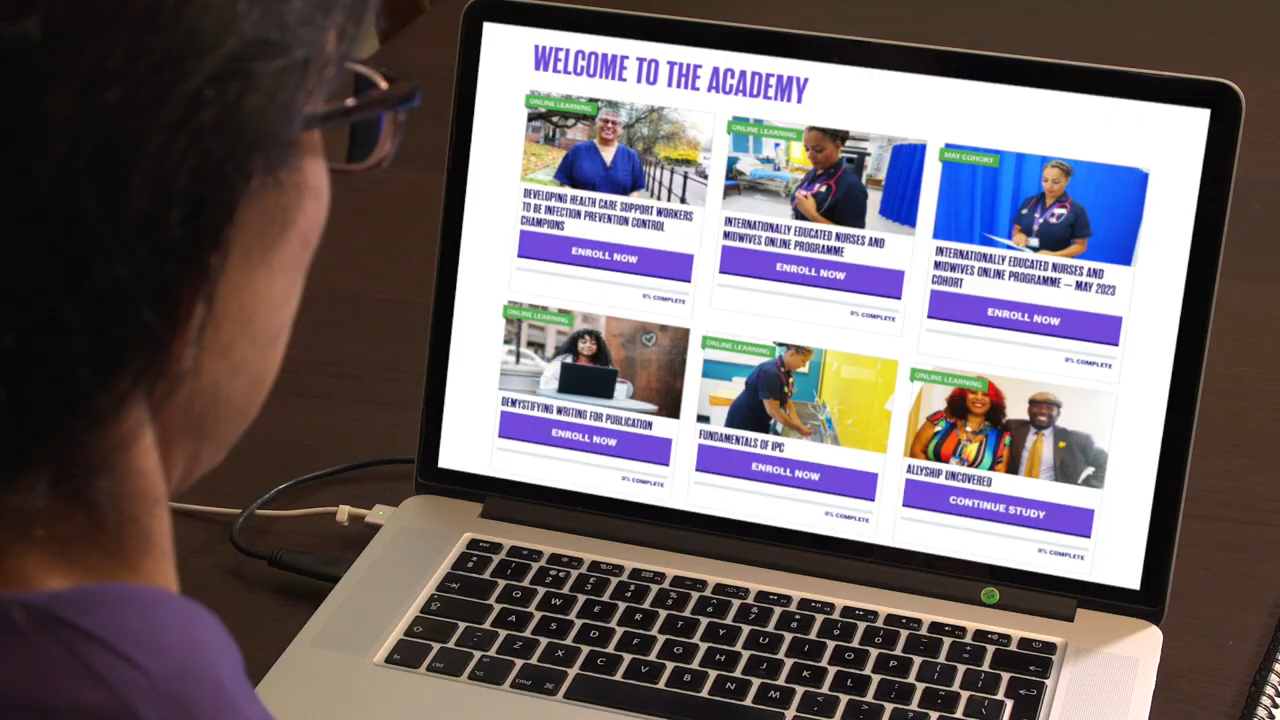 WELCOME TO THE ACADEMY
ONLINE LEARNING
DEVELOPING HEALTH CARE SUPPORT WORKERS
TO BE INFECTION PREVENTION CONTROL
CHAMPIONS
ENROLL NOW
0% COMPLETE
ONLINE LEARNING
INTERNATIONALLY EDUCATED NURSES AND
MIDWIVES ONLINE PROGRAMME
ENROLL NOW
0% COMPLETE
MAY COHORT
INTERNATIONALLY EDUCATED NURSES AND
MIDWIVES ONLINE PROGRAMME – MAY 2023
COHORT
ENROLL NOW
0% COMPLETE
ONLINE LEARNING
DEMYSTIFYING WRITING FOR PUBLICATION
ENROLL NOW
0% COMPLETE
ONLINE LEARNING
FUNDAMENTALS OF IPC
ENROLL NOW
0% COMPLETE
ONLINE LEARNING
ALLYSHIP UNCOVERED
CONTINUE STUDY
0% COMPLETE
Q W E R T Y U I O P
A S D F G H J K L
fn ctrl cmd Z X C V B N M